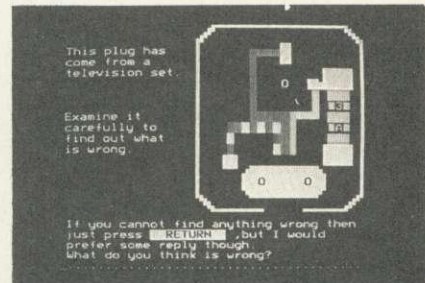 This plug has
come from a
television set.
Examine it
carefully to
find out what
is wrong.
If you cannot find anything wrong then
just press RETURN ,but I would
prefer some reply though.
What do you think is wrong?